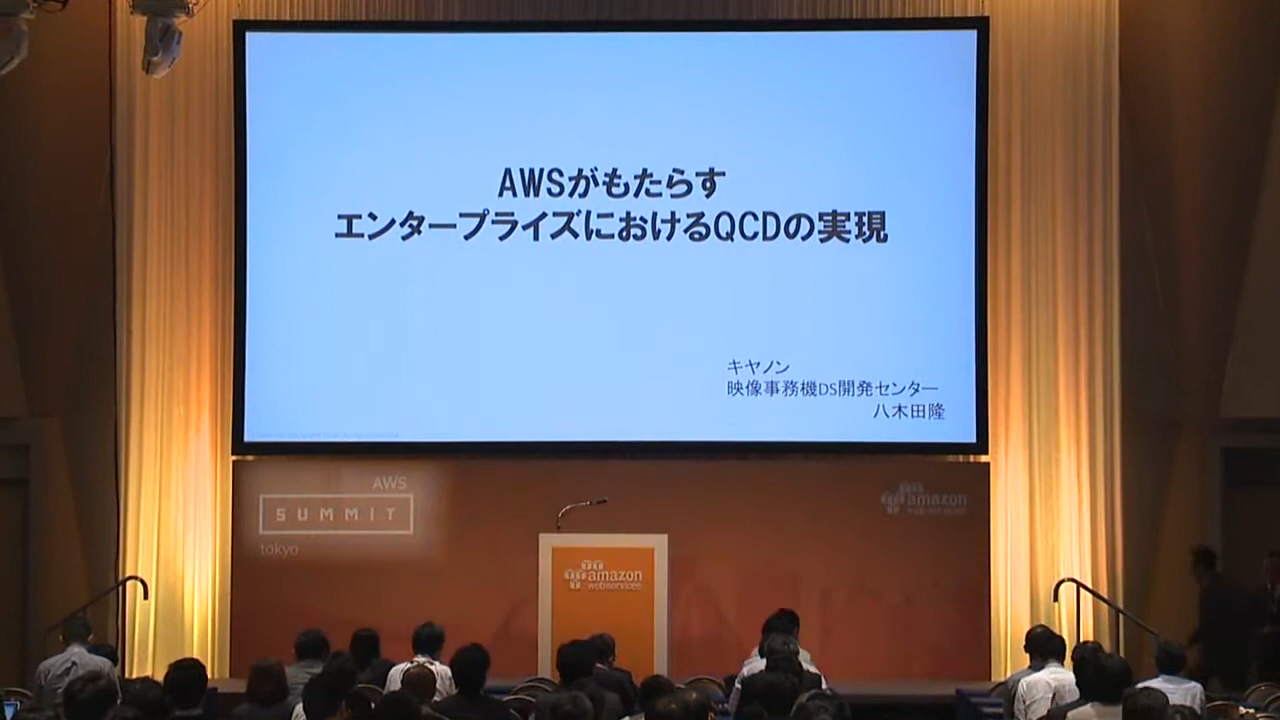 AWSがもたらす
エンタープライズにおけるQCDの実現
キヤノン
映像事務機DS開発センター
八木田隆
AWS
SUMMIT
tokyo
amazon
webservices
amazon
webservices